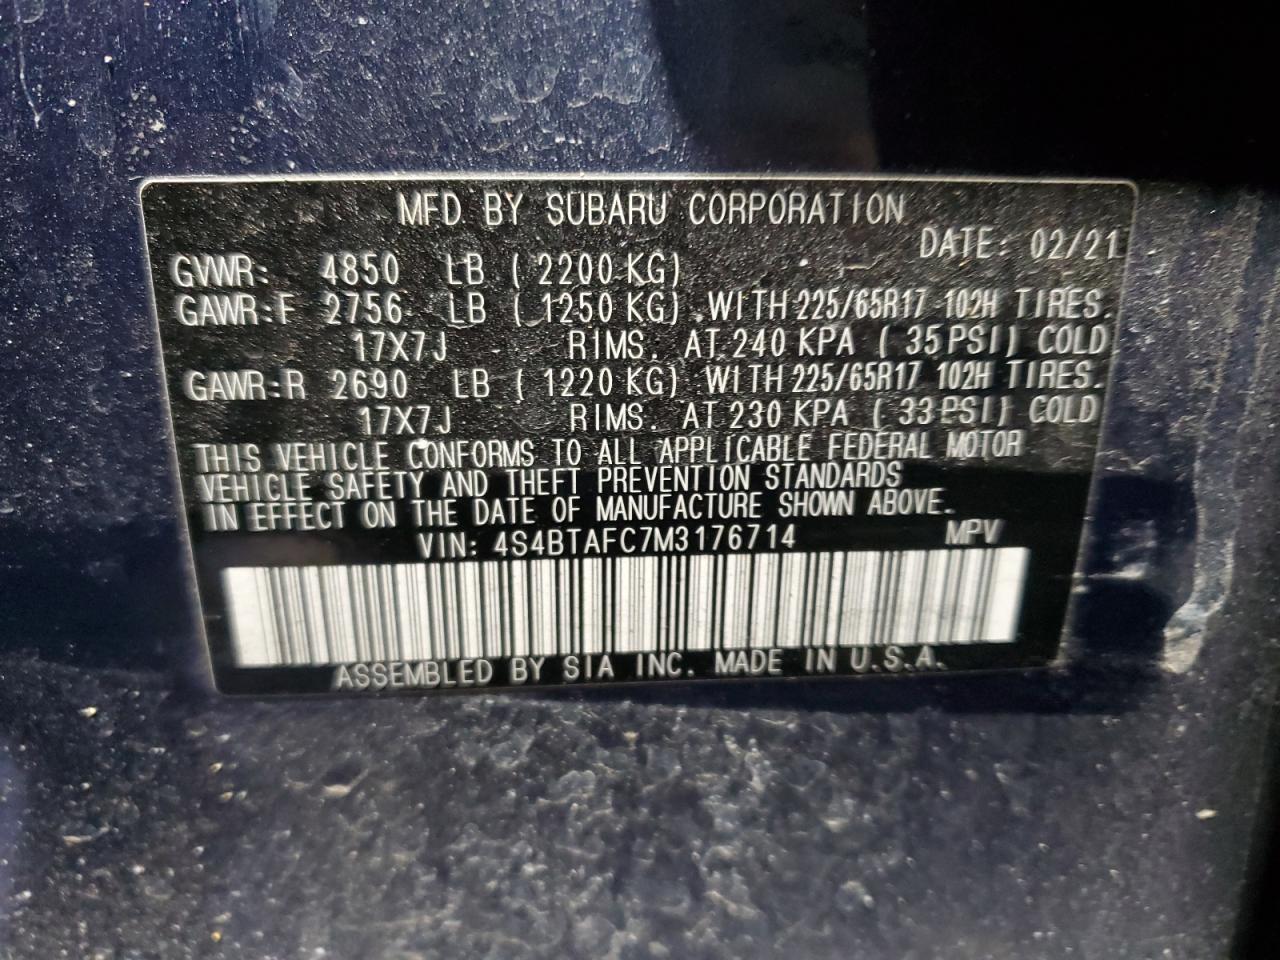 MFD BY SUBARU CORPORATION
DATE: 02/21
GVWR: 4850 LB ( 2200 KG)
GAWR:F 2756 LB ( 1250 KG) WITH 225/65R17 102H TIRES.
17X7J RIMS. AT 240 KPA ( 35 PSI) COLD
GAWR:R 2690 LB ( 1220 KG) WITH 225/65R17 102H TIRES.
17X7J RIMS. AT 230 KPA ( 33 PSI) COLD
THIS VEHICLE CONFORMS TO ALL APPLICABLE FEDERAL MOTOR
VEHICLE SAFETY AND THEFT PREVENTION STANDARDS
IN EFFECT ON THE DATE OF MANUFACTURE SHOWN ABOVE.
VIN: 4S4BTAFC7M3176714 MPV
ASSEMBLED BY SIA INC. MADE IN U.S.A.